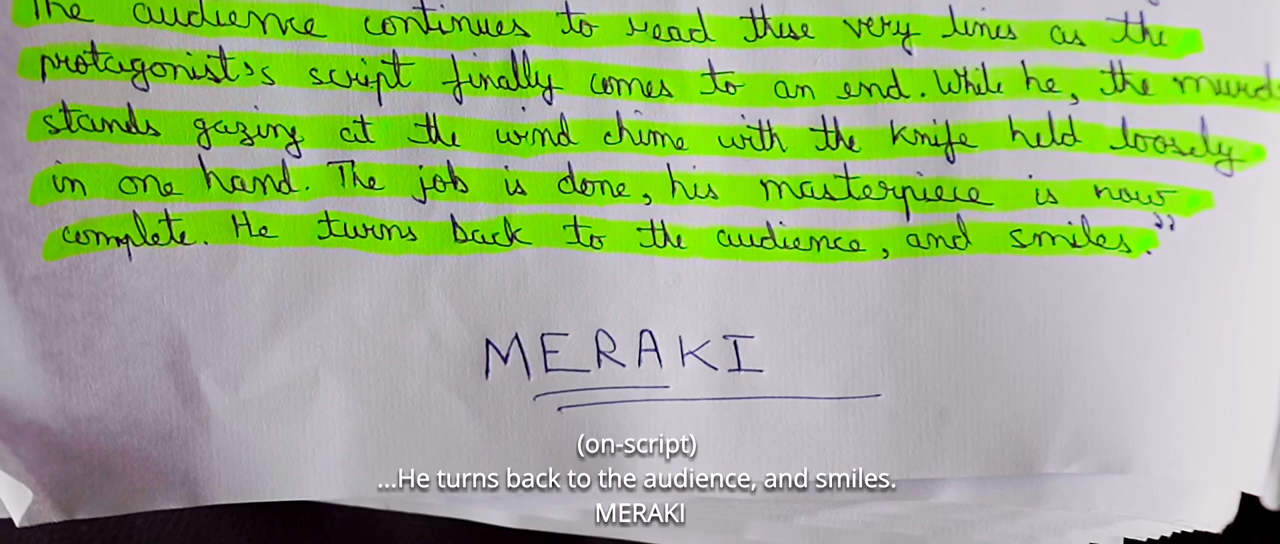 The audience continues to read these very lines as the
protagonist's script finally comes to an end. While he, the
stands gazing at the wind chime with the knife held loosely
in one hand. The job is done, his masterpiece is now
complete. He turns back to the audience, and smiles."
MERAKI
(on-script)
...He turns back to the audience, and smiles.
MERAKI